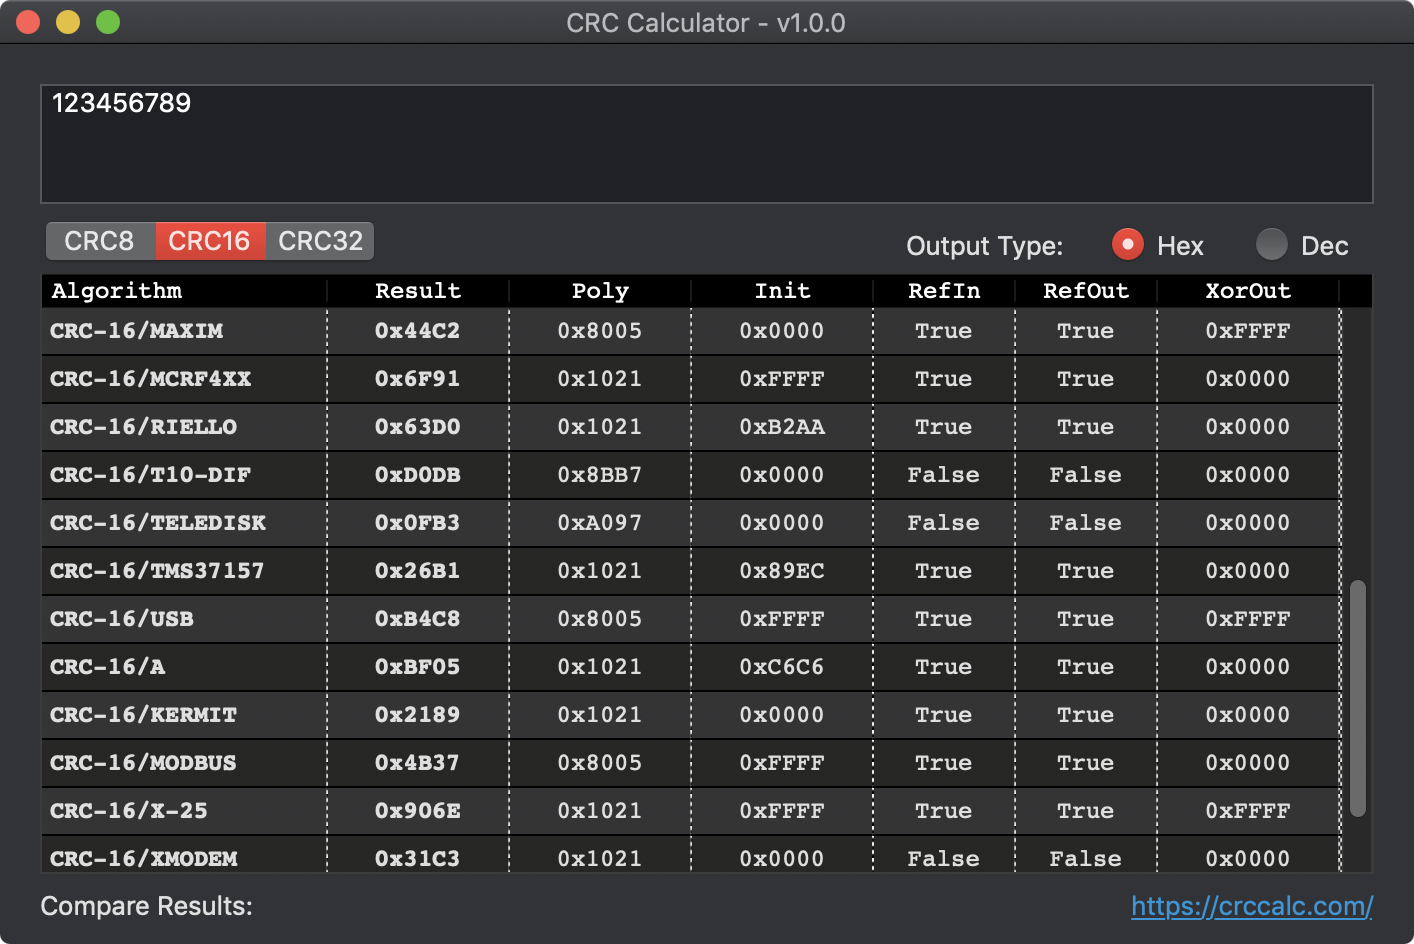 CRC Calculator - v1.0.0
123456789
CRC8 CRC16 CRC32 Output Type: Hex Dec
Algorithm Result Poly Init RefIn RefOut XorOut
CRC-16/MAXIM 0x44C2 0x8005 0x0000 True True 0xFFFF
CRC-16/MCRF4XX 0x6F91 0x1021 0xFFFF True True 0x0000
CRC-16/RIELLO 0x63D0 0x1021 0xB2AA True True 0x0000
CRC-16/T10-DIF 0xD0DB 0x8BB7 0x0000 False False 0x0000
CRC-16/TELEDISK 0x0FB3 0xA097 0x0000 False False 0x0000
CRC-16/TMS37157 0x26B1 0x1021 0x89EC True True 0x0000
CRC-16/USB 0xB4C8 0x8005 0xFFFF True True 0xFFFF
CRC-16/A 0xBF05 0x1021 0xC6C6 True True 0x0000
CRC-16/KERMIT 0x2189 0x1021 0x0000 True True 0x0000
CRC-16/MODBUS 0x4B37 0x8005 0xFFFF True True 0x0000
CRC-16/X-25 0x906E 0x1021 0xFFFF True True 0xFFFF
CRC-16/XMODEM 0x31C3 0x1021 0x0000 False False 0x0000
Compare Results: https://crccalc.com/